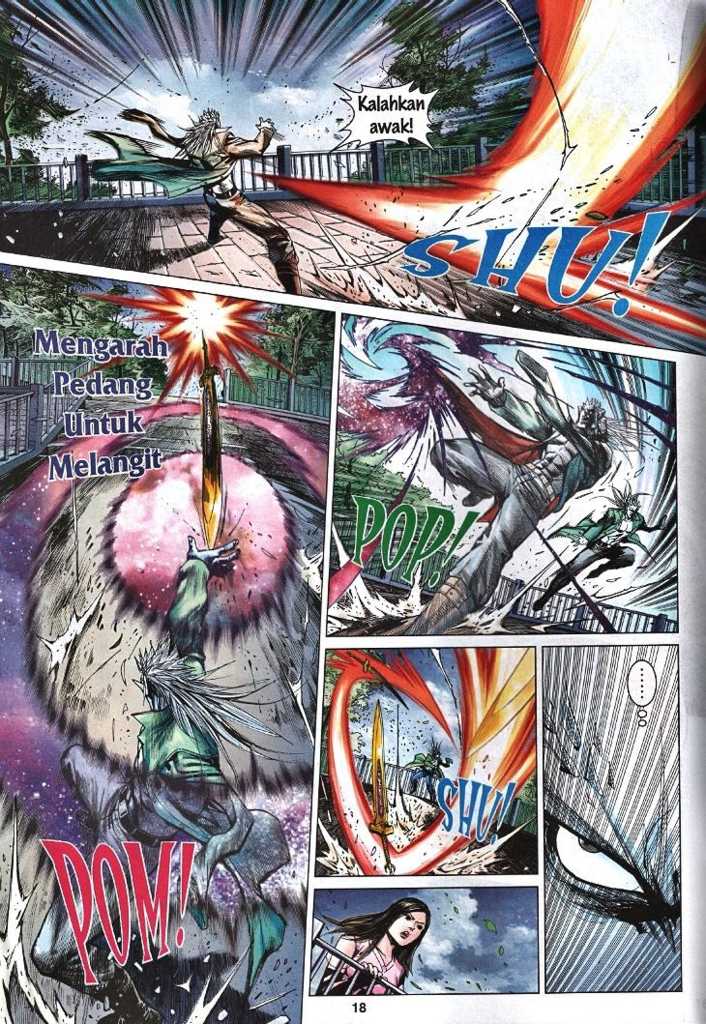 Kalahkan
awak!
SHU!
Mengarah
Pedang
Untuk
Melangit
POP!
SHU!
......
POM!
18